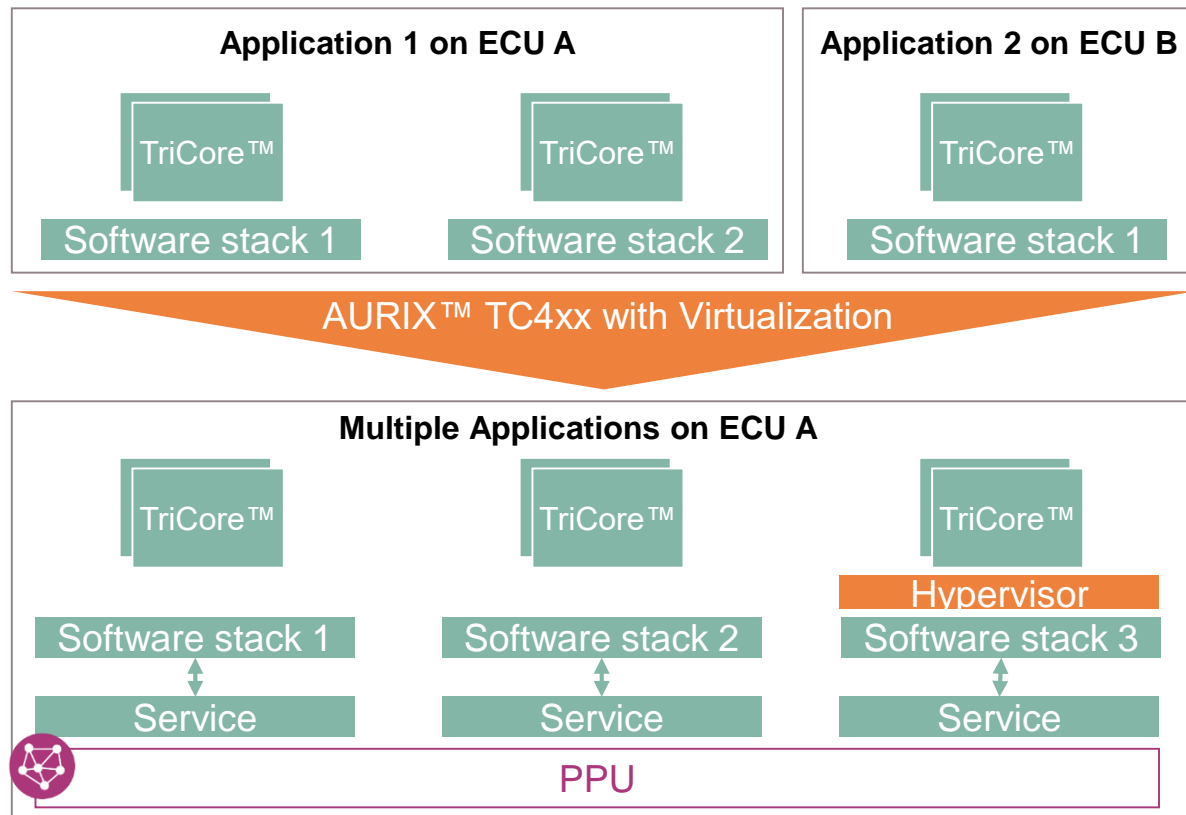 Application 1 on ECU A
Application 2 on ECU B
TriCore™
TriCore™
TriCore™
Software stack 1
Software stack 2
Software stack 1
AURIX™ TC4xx with Virtualization
Multiple Applications on ECU A
TriCore™
TriCore™
TriCore™
Hypervisor
Software stack 1
Software stack 2
Software stack 3
Service
Service
Service
PPU